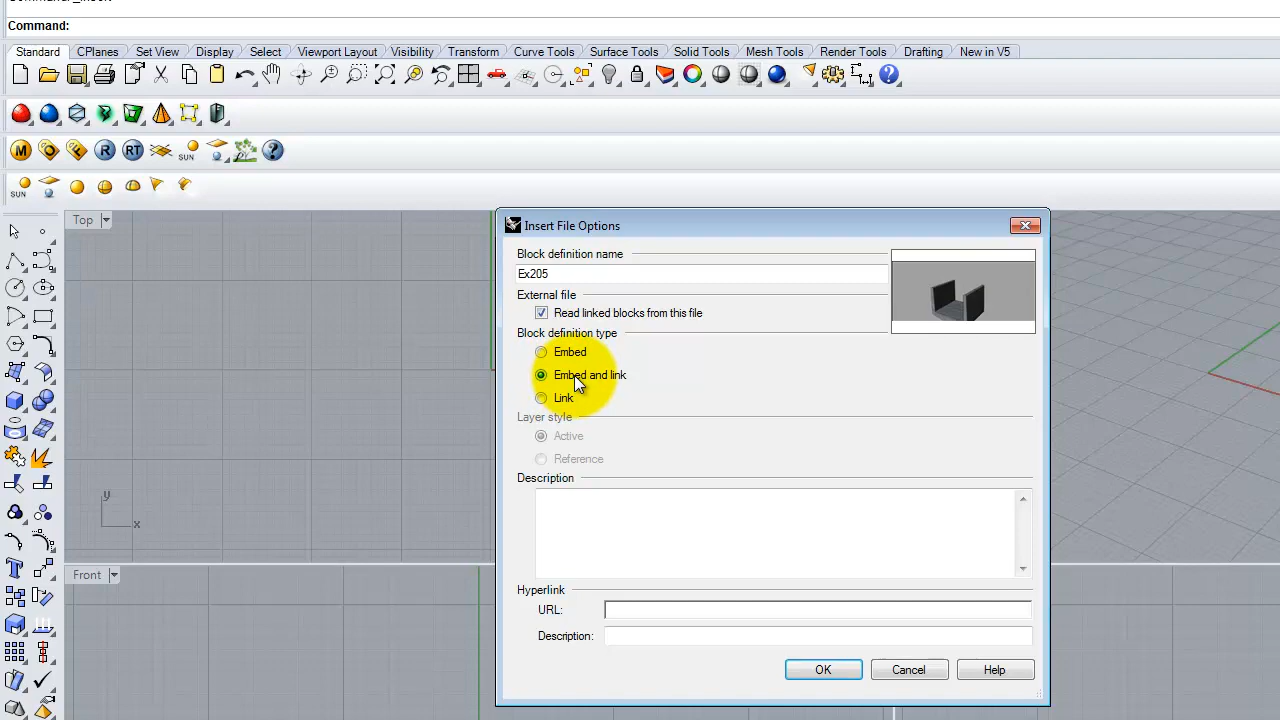 Command:
Standard CPlanes Set View Display Select Viewport Layout Visibility Transform Curve Tools Surface Tools Solid Tools Mesh Tools Render Tools Drafting New in V5
M O F R RT SUN
SUN
Top
Insert File Options
Block definition name
Ex205
External file
Read linked blocks from this file
Block definition type
Embed
Embed and link
Link
Layer style
Active
Reference
Description
y
x
Front
Hyperlink
URL:
Description:
OK Cancel Help